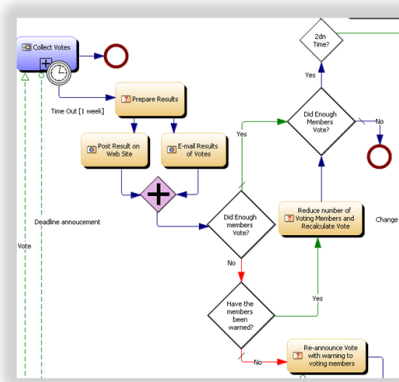 2dn
Time?
Collect Votes
Yes
Time Out [1 week]
Prepare Results
Did Enough
Members
Vote?
No
Yes
Post Result on
Web Site
E-mail Results
of Votes
Deadline annoucement
Did Enough
members
Vote?
Reduce number of
Voting Members and
Recalculate Vote
Change
Vote
No
Have the
members
been
warned?
Yes
No
Re-announce Vote
with warning to
voting members